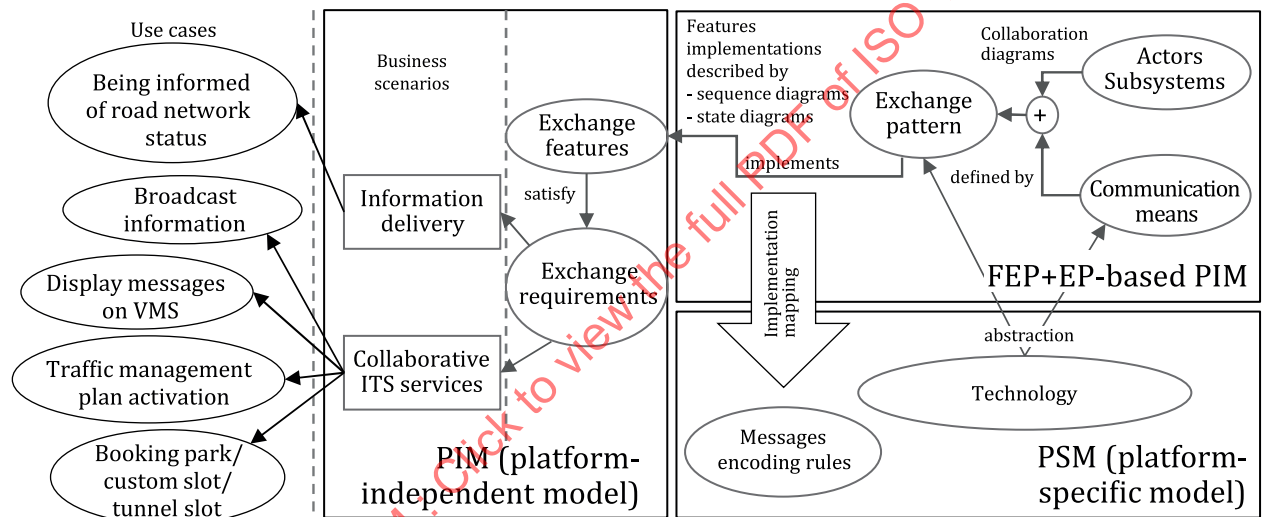 Use cases
Being informed
of road network
status
Broadcast
information
Display messages
on VMS
Traffic management
plan activation
Booking park/
custom slot/
tunnel slot
Business
scenarios
Information
delivery
Collaborative
ITS services
Exchange
features
satisfy
Exchange
requirements
PIM (platform-
independent model)
Features
implementations
described by
- sequence diagrams
- state diagrams
implements
Exchange
pattern
Collaboration
diagrams
+
defined by
Actors
Subsystems
Communication
means
FEP+EP-based PIM
Implementation
mapping
abstraction
Technology
Messages
encoding rules
PSM (platform-
specific model)
M : Click to view the full PDF of ISO